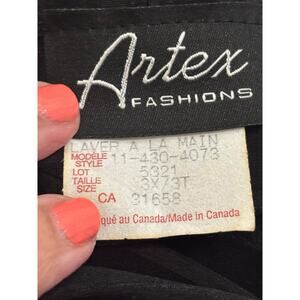 Artex
FASHIONS
LAVER A LA MAIN
MODÈLE
STYLE 11-430-4073
LOT 5321
TAILLE
SIZE 3X/3T
CA 31658
qué au Canada/Made in Canada